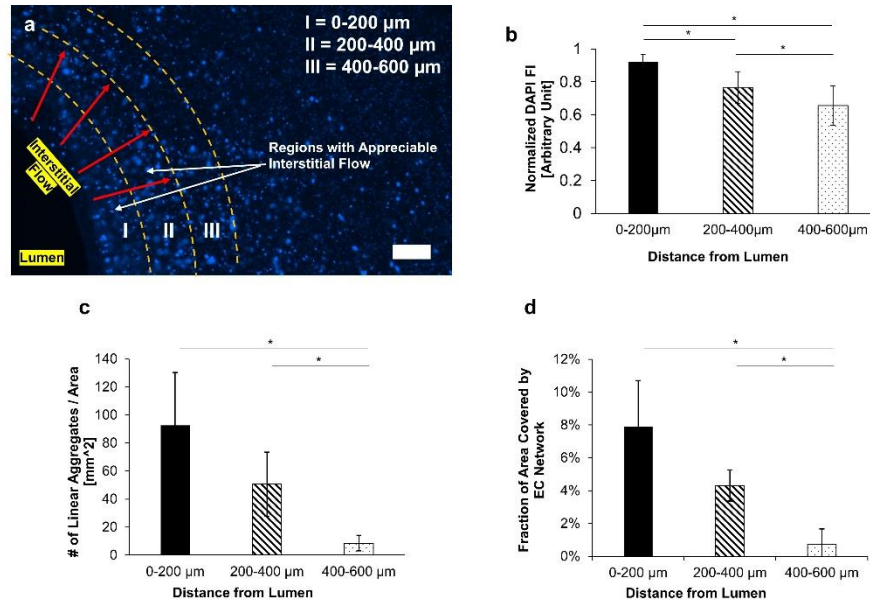 a
I = 0-200 µm
II = 200-400 µm
III = 400-600 µm
Interstitial
Flow
Regions with Appreciable
Interstitial Flow
I II III
Lumen
b
* 
* *
Normalized DAPI FI
[Arbitrary Unit]
1
0.8
0.6
0.4
0.2
0
0-200µm 200-400µm 400-600µm
Distance from Lumen
c
*
*
# of Linear Aggregates / Area
[mm^2]
140
120
100
80
60
40
20
0
0-200 µm 200-400 µm 400-600 µm
Distance from Lumen
d
*
*
Fraction of Area Covered by
EC Network
12%
10%
8%
6%
4%
2%
0%
0-200 µm 200-400 µm 400-600 µm
Distance from Lumen